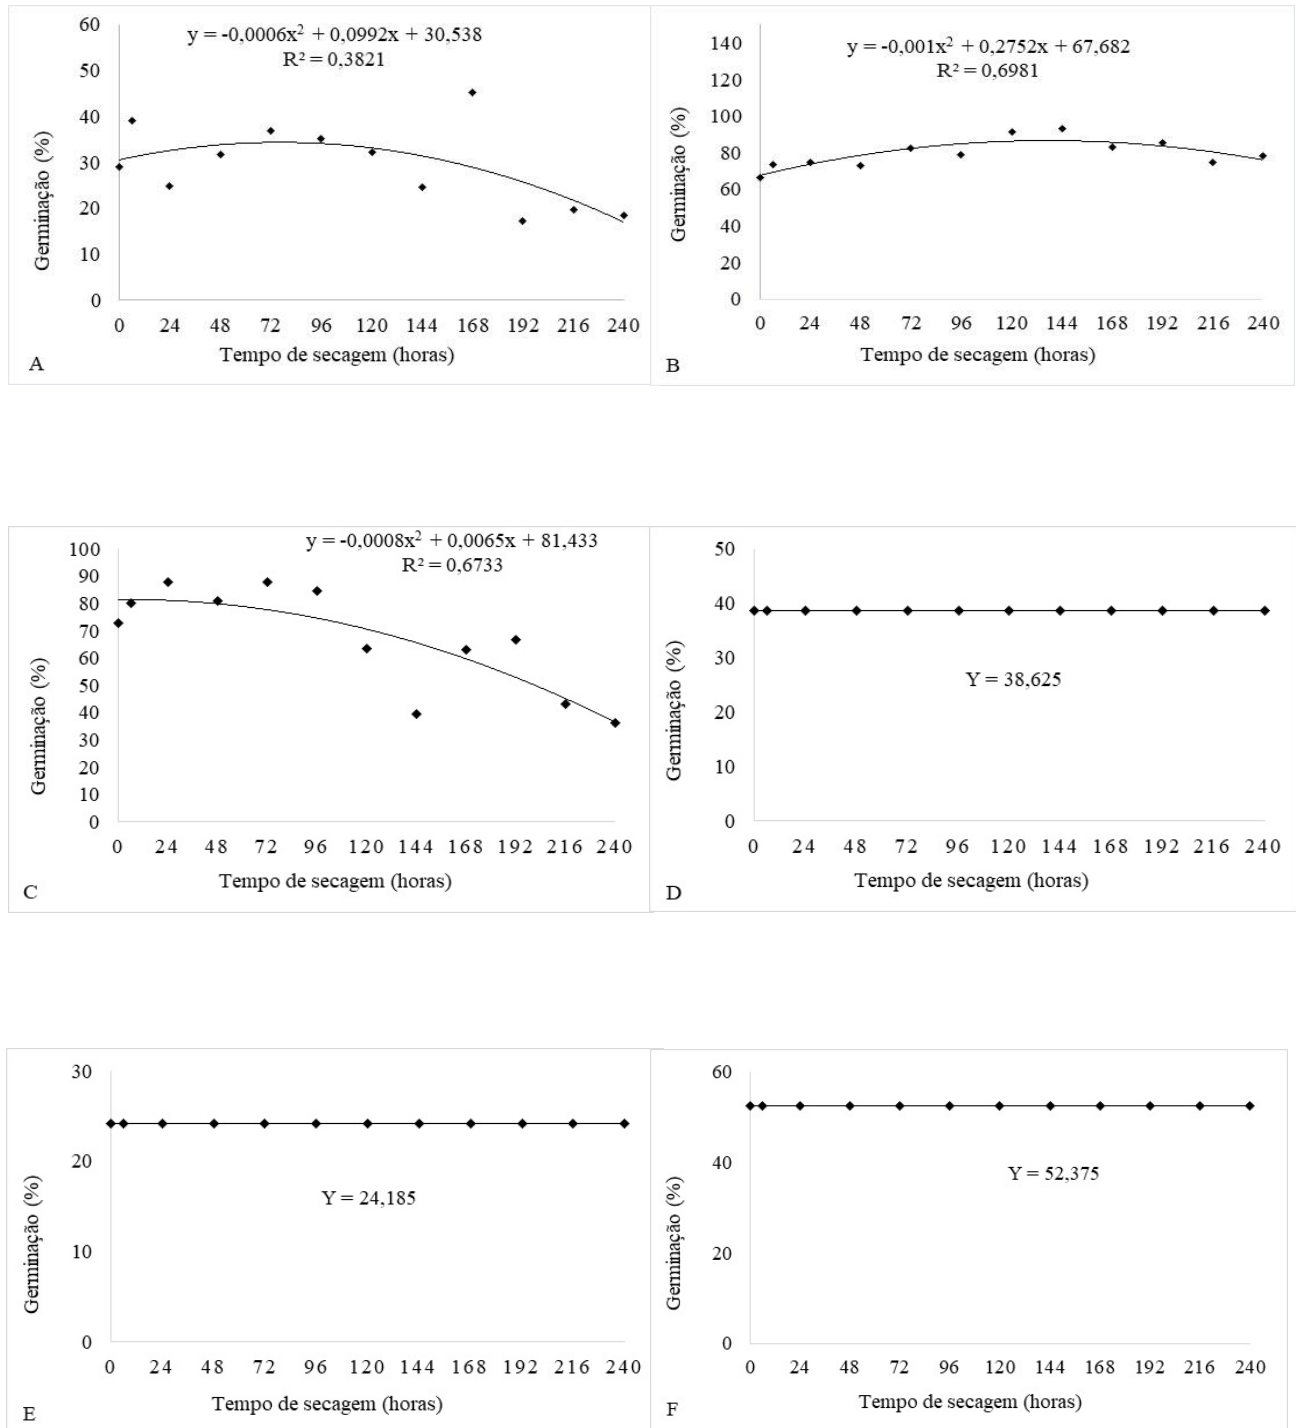 y = -0,0006x² + 0,0992x + 30,538
R² = 0,3821
60
50
40
30
20
10
0
Germinação (%)
0 24 48 72 96 120 144 168 192 216 240
Tempo de secagem (horas)
A
y = -0,001x² + 0,2752x + 67,682
R² = 0,6981
140
120
100
80
60
40
20
0
Germinação (%)
0 24 48 72 96 120 144 168 192 216 240
Tempo de secagem (horas)
B
y = -0,0008x² + 0,0065x + 81,433
R² = 0,6733
100
90
80
70
60
50
40
30
20
10
0
Germinação (%)
0 24 48 72 96 120 144 168 192 216 240
Tempo de secagem (horas)
C
50
40
30
20
10
0
Germinação (%)
Y = 38,625
0 24 48 72 96 120 144 168 192 216 240
Tempo de secagem (horas)
D
30
20
10
0
Germinação (%)
Y = 24,185
0 24 48 72 96 120 144 168 192 216 240
Tempo de secagem (horas)
E
60
40
20
0
Germinação (%)
Y = 52,375
0 24 48 72 96 120 144 168 192 216 240
Tempo de secagem (horas)
F